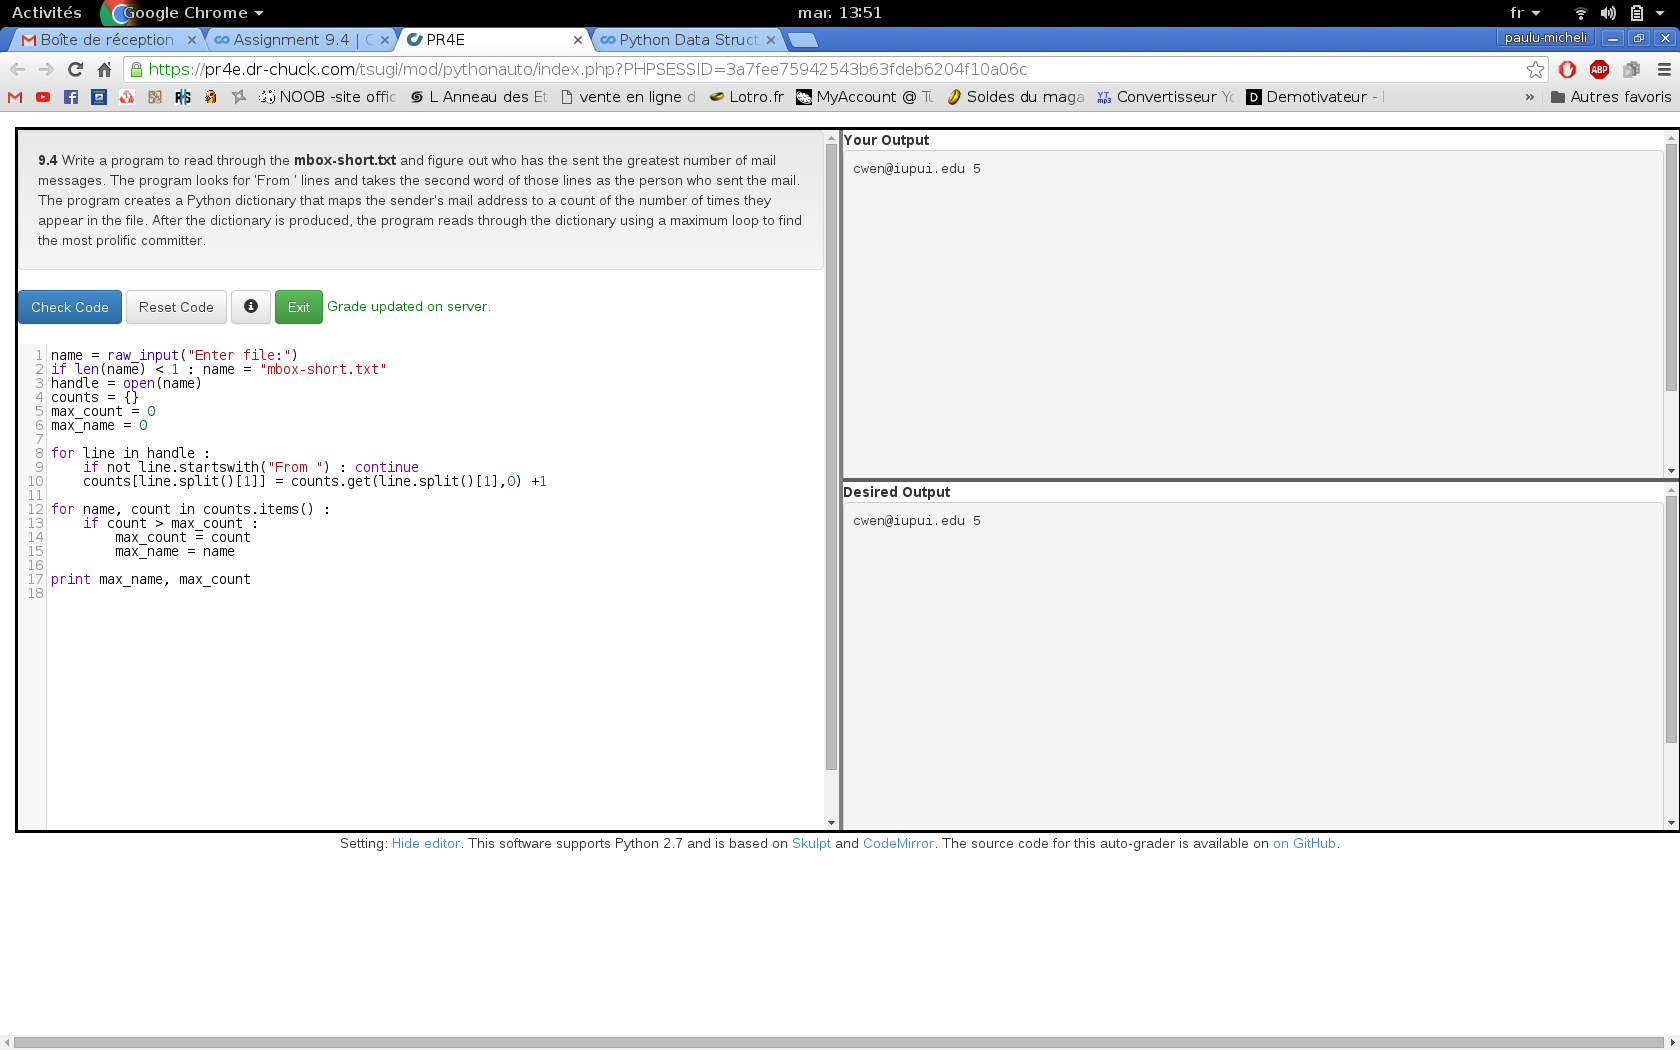 Activités Google Chrome mar. 13:51 fr
Boîte de réception Assignment 9.4 | C PR4E Python Data Struct paulu-micheli
https://pr4e.dr-chuck.com/tsugi/mod/pythonauto/index.php?PHPSESSID=3a7fee75942543b63fdeb6204f10a06c ABP
NOOB -site offic L Anneau des Et vente en ligne d Lotro.fr MyAccount @ Tu Soldes du maga Convertisseur Yo Demotivateur - » Autres favoris
9.4 Write a program to read through the mbox-short.txt and figure out who has the sent the greatest number of mail
messages. The program looks for 'From ' lines and takes the second word of those lines as the person who sent the mail.
The program creates a Python dictionary that maps the sender's mail address to a count of the number of times they
appear in the file. After the dictionary is produced, the program reads through the dictionary using a maximum loop to find
the most prolific committer.
Check Code Reset Code Exit Grade updated on server.
1 name = raw_input("Enter file:")
2 if len(name) < 1 : name = "mbox-short.txt"
3 handle = open(name)
4 counts = {}
5 max_count = 0
6 max_name = 0
7
8 for line in handle :
9     if not line.startswith("From ") : continue
10     counts[line.split()[1]] = counts.get(line.split()[1],0) +1
11
12 for name, count in counts.items() :
13     if count > max_count :
14         max_count = count
15         max_name = name
16
17 print max_name, max_count
18
Your Output
cwen@iupui.edu 5
Desired Output
cwen@iupui.edu 5
Setting: Hide editor. This software supports Python 2.7 and is based on Skulpt and CodeMirror. The source code for this auto-grader is available on on GitHub.